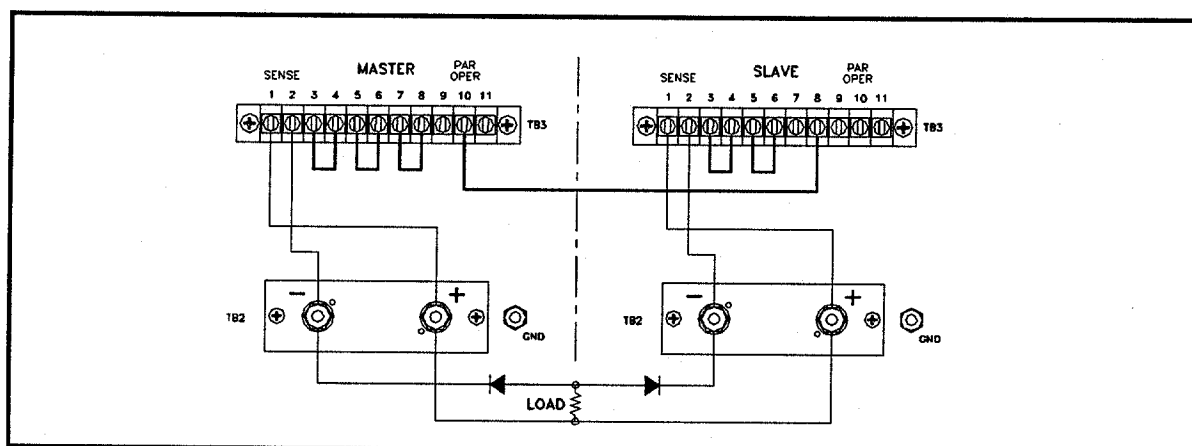 SENSE MASTER PAR OPER
1 2 3 4 5 6 7 8 9 10 11
TB3
SENSE SLAVE PAR OPER
1 2 3 4 5 6 7 8 9 10 11
TB3
− +
TB2
GND
− +
TB2
GND
LOAD